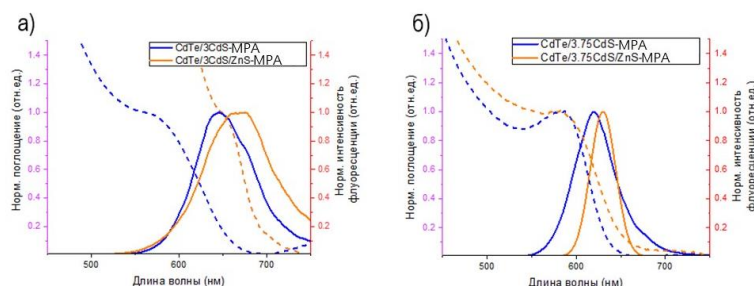 а)
CdTe/3CdS-MPA
CdTe/3CdS/ZnS-MPA
Норм. поглощение (отн.ед.)
1.4
1.2
1.0
0.8
0.6
0.4
0.2
1.4
1.2
1.0
0.8
0.6
0.4
0.2
Норм. интенсивность
флуоресценции (отн.ед.)
500
600
700
Длина волны (нм)
б)
CdTe/3.75CdS-MPA
CdTe/3.75CdS/ZnS-MPA
Норм. поглощение (отн.ед.)
1.4
1.2
1.0
0.8
0.6
0.4
0.2
1.4
1.2
1.0
0.8
0.6
0.4
0.2
Норм. интенсивность
флуоресценции (отн.ед.)
500
600
700
Длина волны (нм)